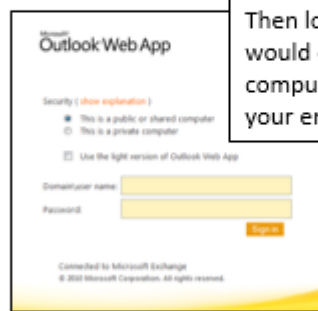 Microsoft
Outlook Web App
Then lo
would
compu
your er
Security ( show explanation )
This is a public or shared computer
This is a private computer
Use the light version of Outlook Web App
Domain\user name:
Password:
Sign in
Connected to Microsoft Exchange
© 2010 Microsoft Corporation. All rights reserved.